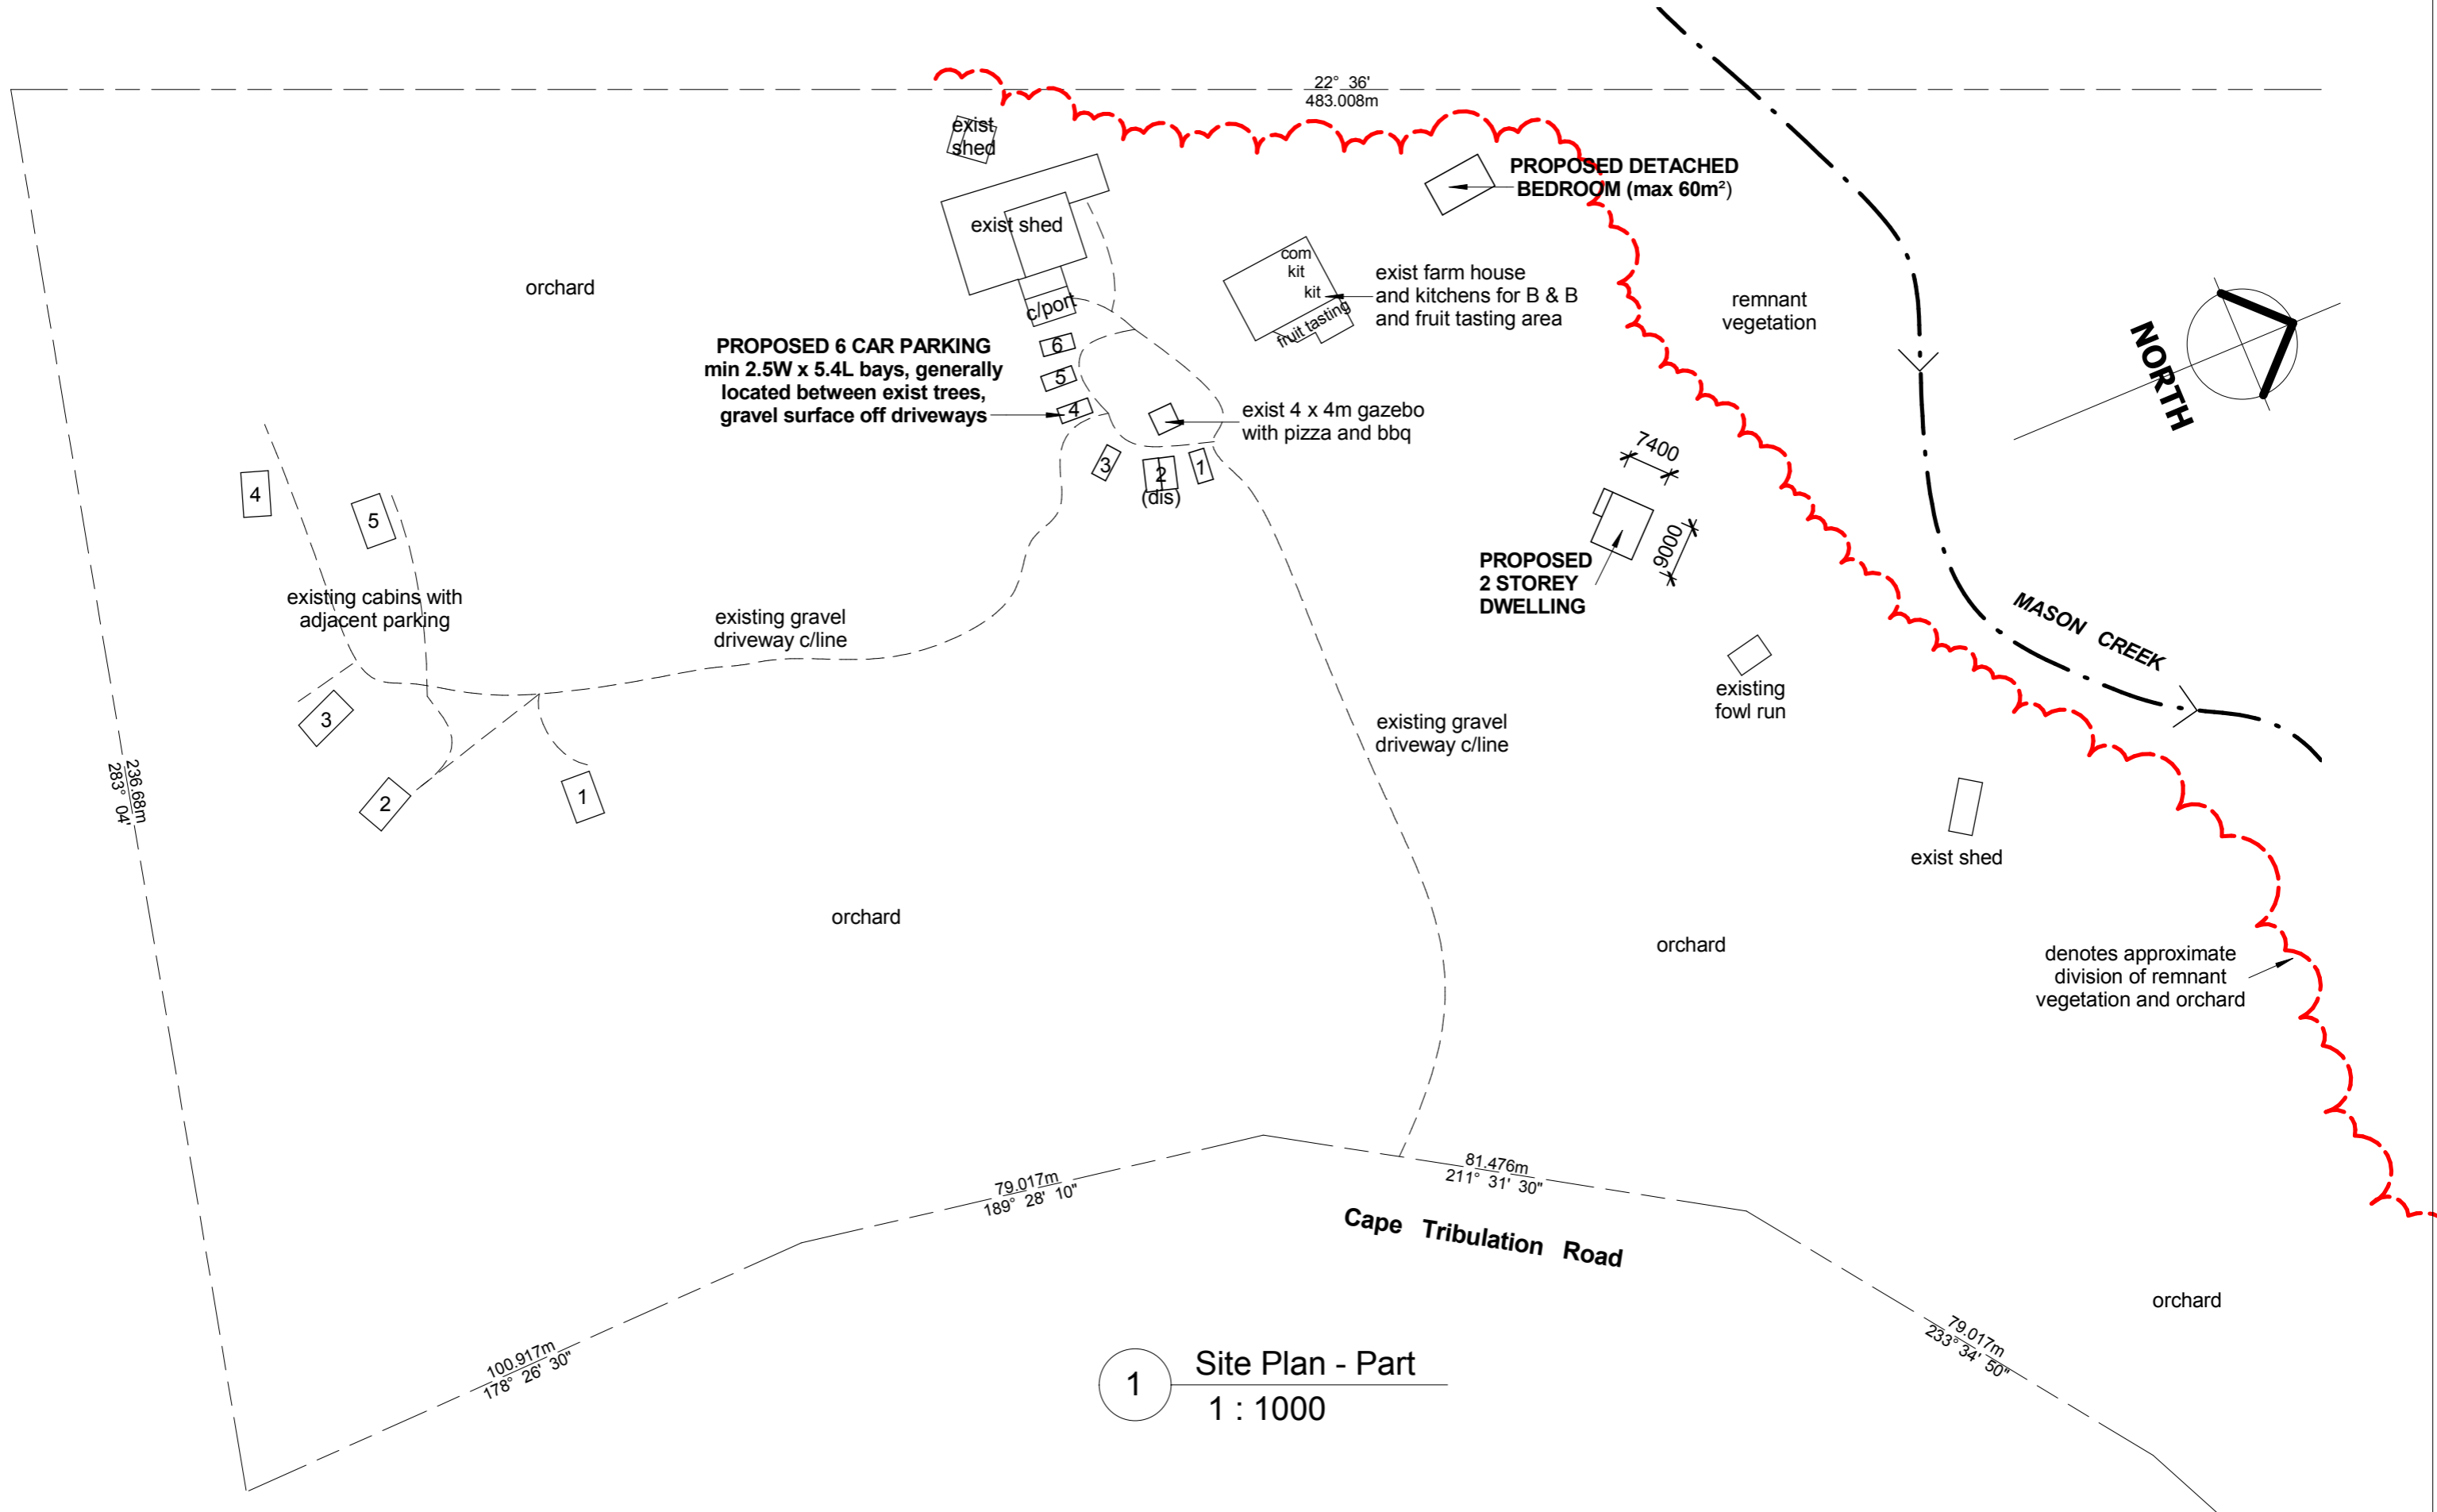 22° 36'
483.008m
exist
shed
PROPOSED DETACHED
BEDROOM (max 60m²)
exist shed
com
kit
kit
fruit tasting
exist farm house
and kitchens for B & B
and fruit tasting area
remnant
vegetation
orchard
c/port
NORTH
PROPOSED 6 CAR PARKING
min 2.5W x 5.4L bays, generally
located between exist trees,
gravel surface off driveways
6
5
4
3
2
(dis)
1
exist 4 x 4m gazebo
with pizza and bbq
7400
9000
PROPOSED
2 STOREY
DWELLING
4
5
existing cabins with
adjacent parking
existing gravel
driveway c/line
MASON CREEK
existing
fowl run
3
2
1
existing gravel
driveway c/line
236.68m
283° 04'
exist shed
orchard
orchard
denotes approximate
division of remnant
vegetation and orchard
79.017m
189° 28' 10"
81.476m
211° 31' 30"
Cape Tribulation Road
orchard
100.917m
178° 26' 30"
79.017m
233° 34' 50"
1
Site Plan - Part
1 : 1000